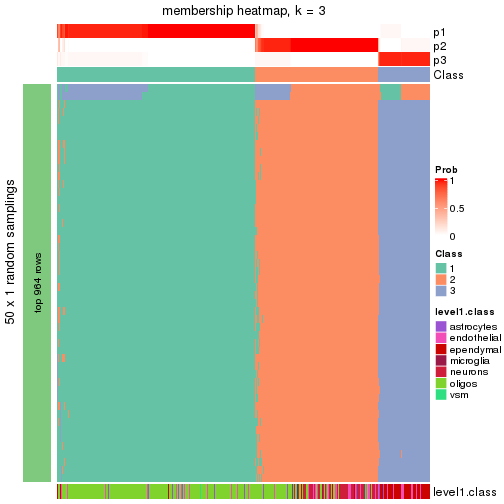 membership heatmap, k = 3
p1
p2
p3
Class
50 x 1 random samplings
top 964 rows
Prob
1
0.5
0
Class
1
2
3
level1.class
astrocytes
endothelial
ependymal
microglia
neurons
oligos
vsm
level1.class